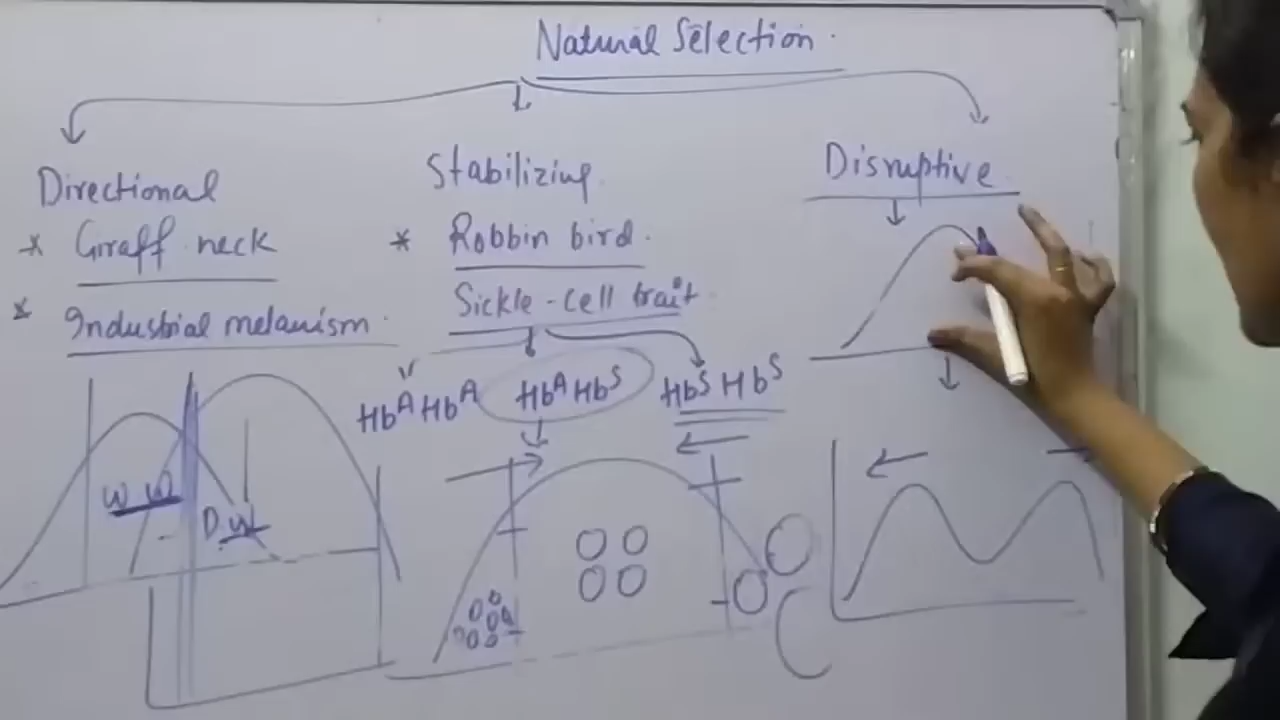 Natural Selection.
Directional
* Giraff neck
* Industrial melanism.
W W
D.W
Stabilizing.
* Robbin bird.
Sickle-cell trait.
HbᴬHbᴬ HbᴬHbˢ HbˢHbˢ
Disruptive.